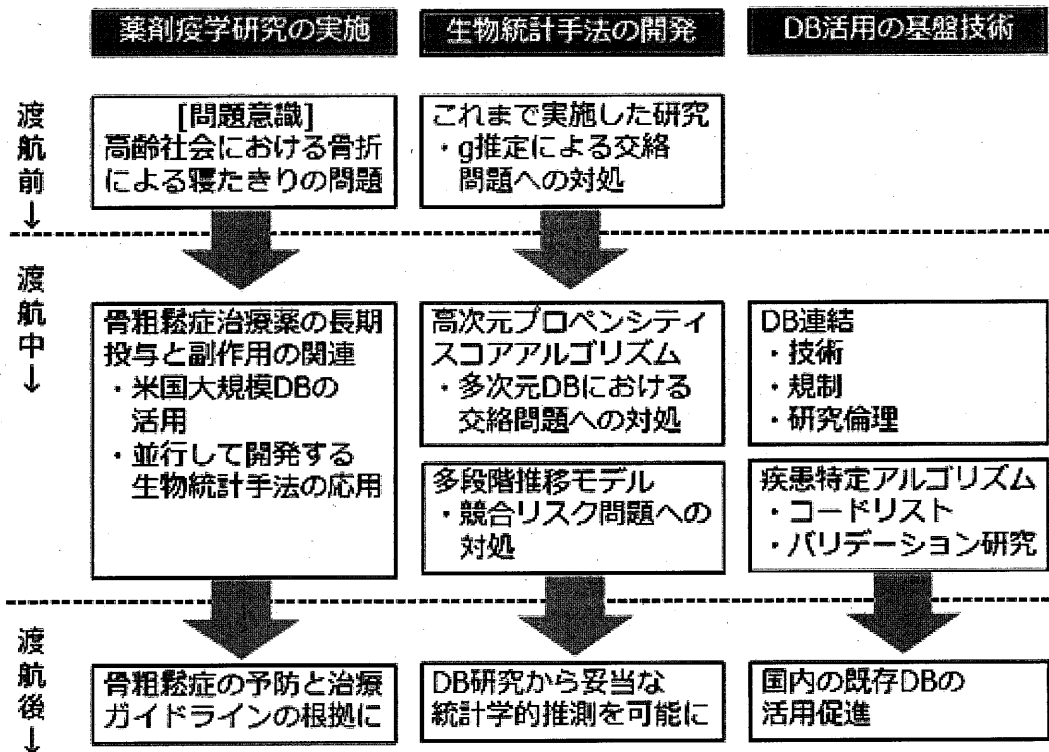 薬剤疫学研究の実施
生物統計手法の開発
DB活用の基盤技術
渡航前↓
[問題意識]
高齢社会における骨折
による寝たきりの問題
これまで実施した研究
・g推定による交絡
問題への対処
渡航中↓
骨粗鬆症治療薬の長期
投与と副作用の関連
・米国大規模DBの
活用
・並行して開発する
生物統計手法の応用
高次元プロペンシティ
スコアアルゴリズム
・多次元DBにおける
交絡問題への対処
多段階推移モデル
・競合リスク問題への
対処
DB連結
・技術
・規制
・研究倫理
疾患特定アルゴリズム
・コードリスト
・バリデーション研究
渡航後↓
骨粗鬆症の予防と治療
ガイドラインの根拠に
DB研究から妥当な
統計学的推測を可能に
国内の既存DBの
活用促進